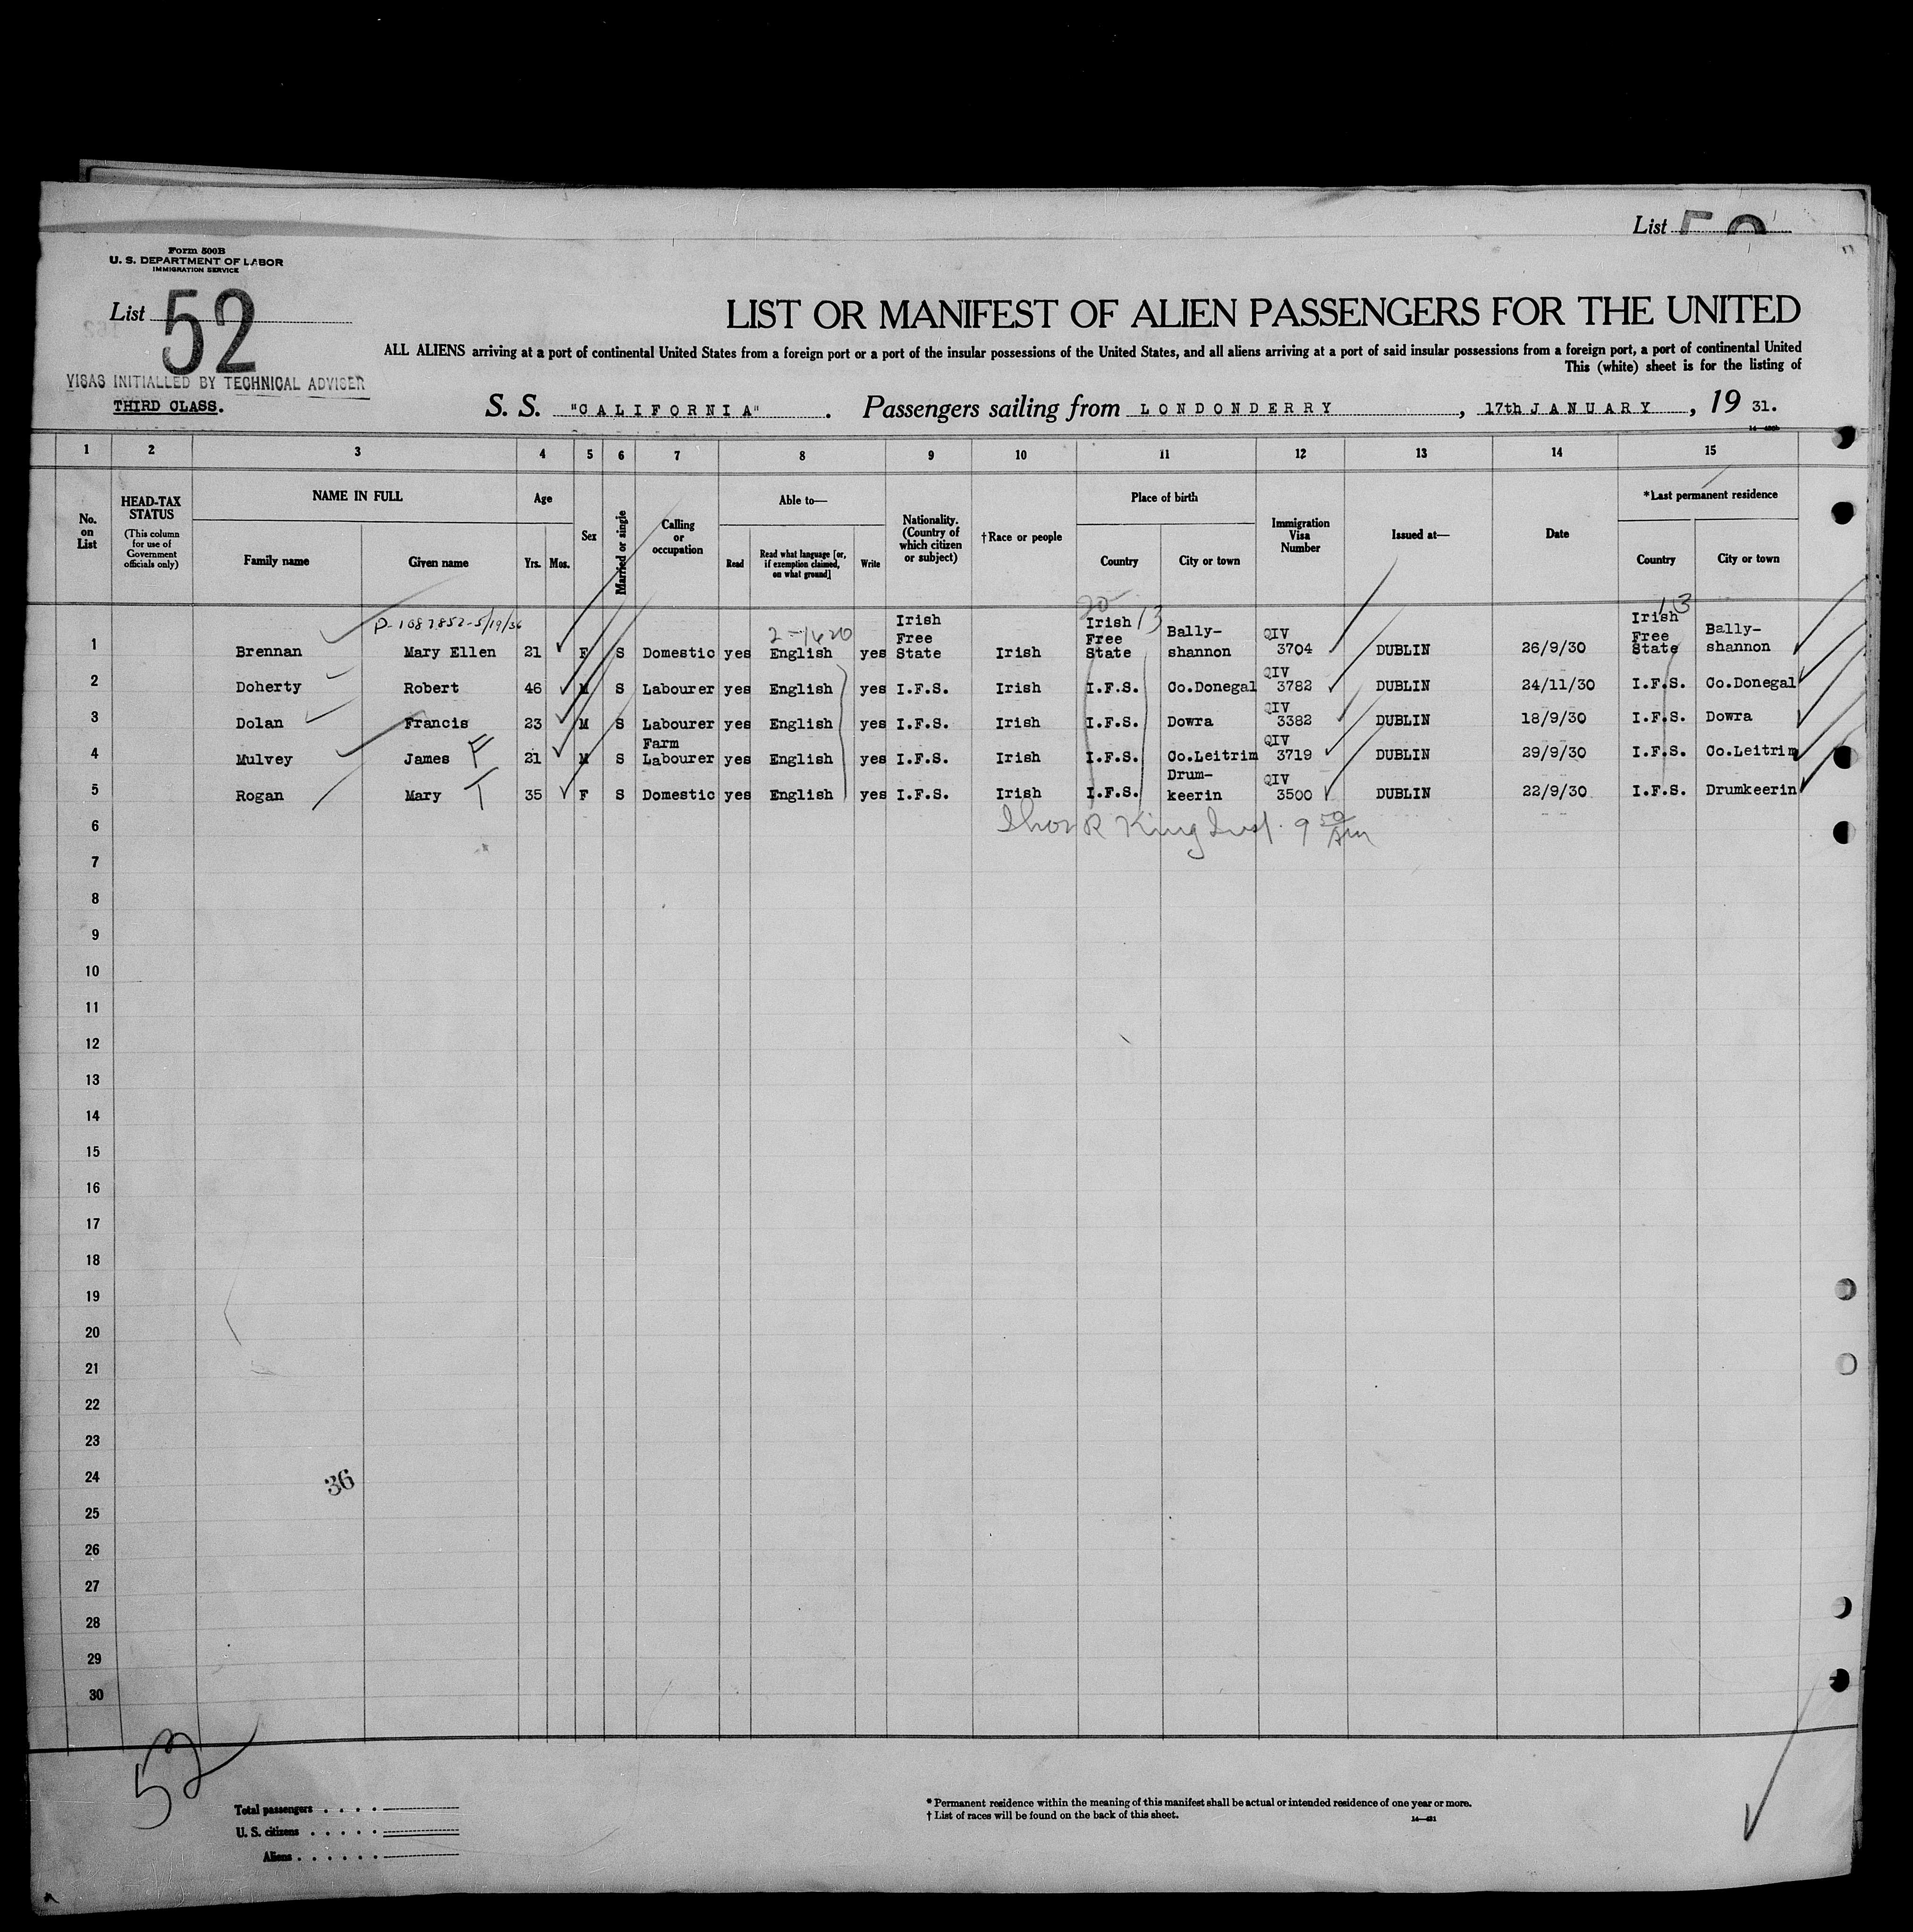 List
Form 500B
U. S. DEPARTMENT OF LABOR
IMMIGRATION SERVICE
List 52
LIST OR MANIFEST OF ALIEN PASSENGERS FOR THE UNITED
ALL ALIENS arriving at a port of continental United States from a foreign port or a port of the insular possessions of the United States, and all aliens arriving at a port of said insular possessions from a foreign port, a port of continental United
This (white) sheet is for the listing of
VISAS INITIALLED BY TECHNICAL ADVISER
THIRD CLASS.
S. S. "CALIFORNIA" . Passengers sailing from LONDONDERRY , 17th JANUARY , 19 31.
1 2 3 4 5 6 7 8 9 10 11 12 13 14 15
No. on List
HEAD-TAX STATUS
(This column for use of Government officials only)
NAME IN FULL
Family name Given name
Age
Yrs. Mos.
Sex
Married or single
Calling or occupation
Able to—
Read Read what language [or, if exemption claimed, on what ground] Write
Nationality. (Country of which citizen or subject)
†Race or people
Place of birth
Country City or town
Immigration Visa Number
Issued at—
Date
*Last permanent residence
Country City or town
P-1087852-5/19/36
2-1620
20
13
13
1 Brennan Mary Ellen 21 F S Domestic yes English yes Irish Free State Irish Irish Free State Bally-shannon QIV 3704 DUBLIN 26/9/30 Irish Free State Bally-shannon
2 Doherty Robert 46 M S Labourer yes English yes I.F.S. Irish I.F.S. Co.Donegal QIV 3782 DUBLIN 24/11/30 I.F.S. Co.Donegal
3 Dolan Francis 23 M S Labourer yes English yes I.F.S. Irish I.F.S. Dowra QIV 3382 DUBLIN 18/9/30 I.F.S. Dowra
4 Mulvey James F 21 M S Farm Labourer yes English yes I.F.S. Irish I.F.S. Co.Leitrim QIV 3719 DUBLIN 29/9/30 I.F.S. Co.Leitrim
5 Rogan Mary T 35 F S Domestic yes English yes I.F.S. Irish I.F.S. Drum-keerin QIV 3500 DUBLIN 22/9/30 I.F.S. Drumkeerin
6 Thos R King Insp. 9 50 Am
7
8
9
10
11
12
13
14
15
16
17
18
19
20
21
22
23
24 36
25
26
27
28
29
30
52
Total passengers . . . .
U. S. citizens . . . . .
Aliens . . . . . .
* Permanent residence within the meaning of this manifest shall be actual or intended residence of one year or more.
† List of races will be found on the back of this sheet.